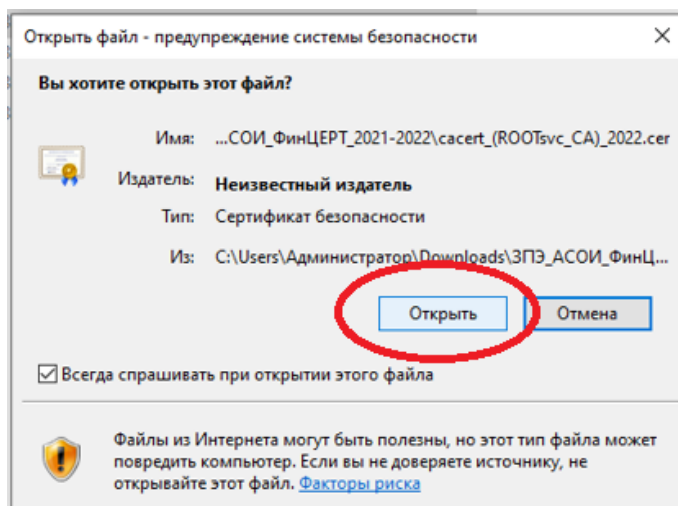 Открыть файл - предупреждение системы безопасности
Вы хотите открыть этот файл?
Имя: ...СОИ_ФинЦЕРТ_2021-2022\cacert_(ROOTsvc_CA)_2022.cer
Издатель: Неизвестный издатель
Тип: Сертификат безопасности
Из: C:\Users\Администратор\Downloads\ЗПЭ_АСОИ_ФинЦ...
Открыть Отмена
Всегда спрашивать при открытии этого файла
Файлы из Интернета могут быть полезны, но этот тип файла может
повредить компьютер. Если вы не доверяете источнику, не
открывайте этот файл. Факторы риска